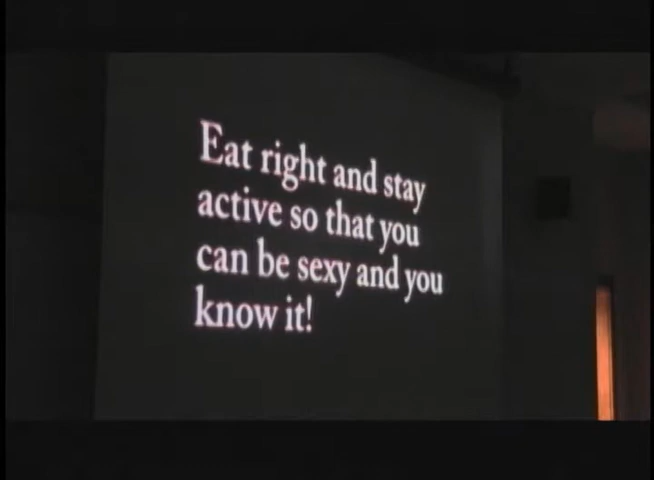 Eat right and stay
active so that you
can be sexy and you
know it!